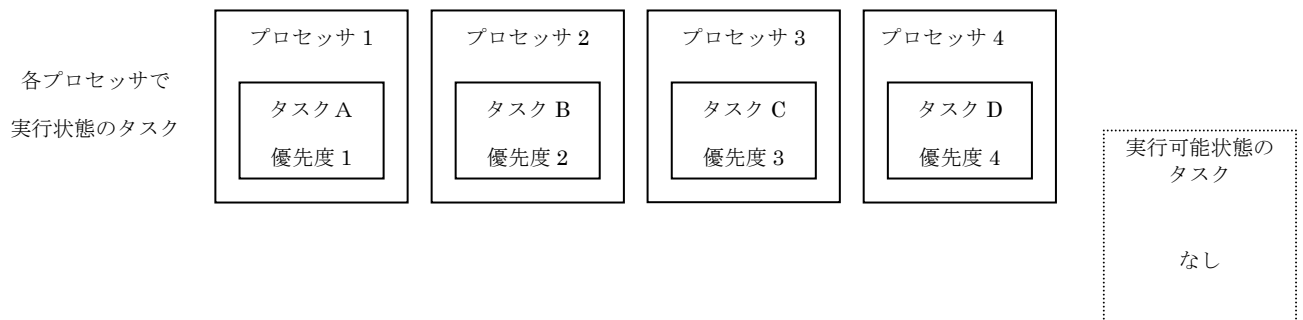 プロセッサ 1
プロセッサ 2
プロセッサ 3
プロセッサ 4
各プロセッサで
実行状態のタスク
タスク A
優先度 1
タスク B
優先度 2
タスク C
優先度 3
タスク D
優先度 4
実行可能状態の
タスク
なし